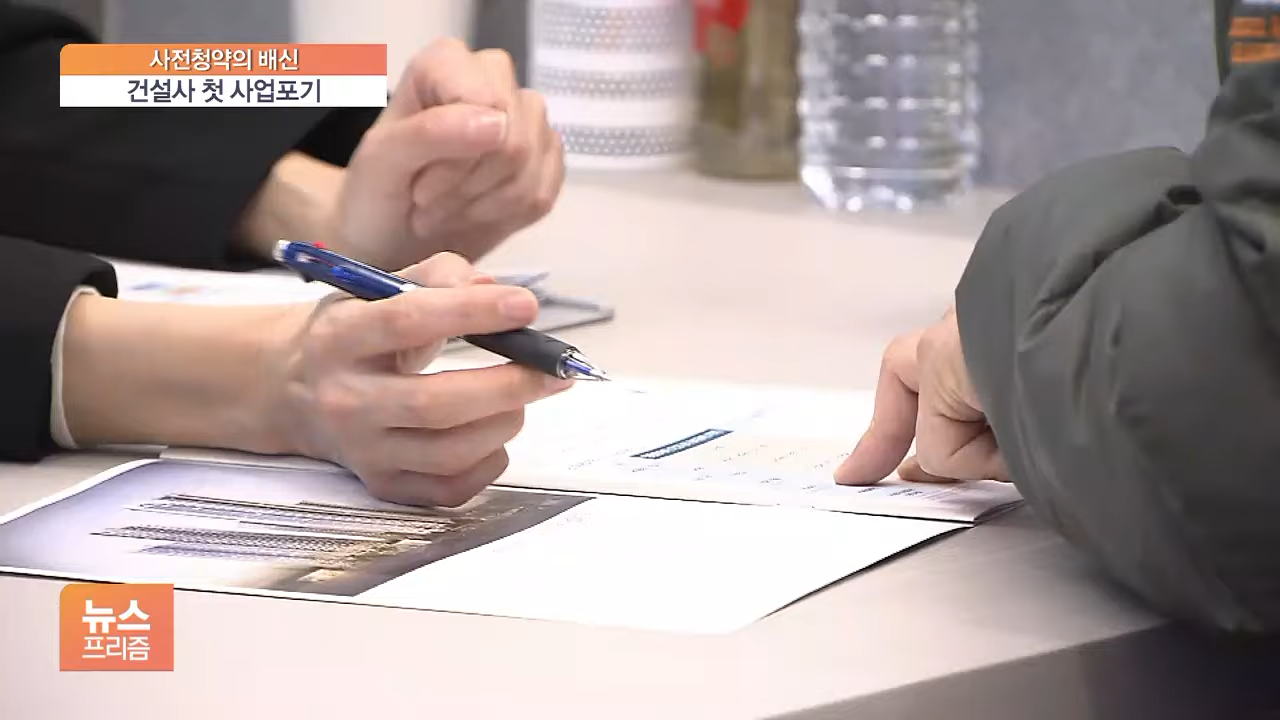 사전청약의 배신
건설사 첫 사업포기
뉴스
프리즘